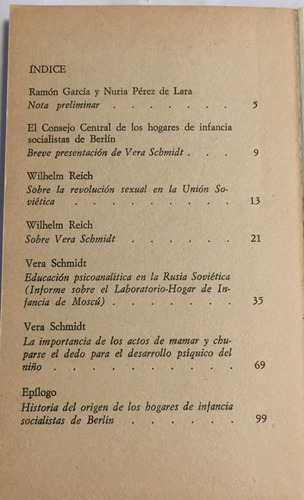 ÍNDICE
Ramón García y Nuria Pérez de Lara
Nota preliminar . . . . . . 5
El Consejo Central de los hogares de infancia
socialistas de Berlín
Breve presentación de Vera Schmidt . . . 9
Wilhelm Reich
Sobre la revolución sexual en la Unión So-
viética . . . . . . . . . 13
Wilhelm Reich
Sobre Vera Schmidt . . . . . . 21
Vera Schmidt
Educación psicoanalítica en la Rusia Soviética
(Informe sobre el Laboratorio-Hogar de In-
fancia de Moscú) . . . . . . 35
Vera Schmidt
La importancia de los actos de mamar y chu-
parse el dedo para el desarrollo psíquico del
niño . . . . . . . . . . 69
Epílogo
Historia del origen de los hogares de infancia
socialistas de Berlín . . . . . . 99